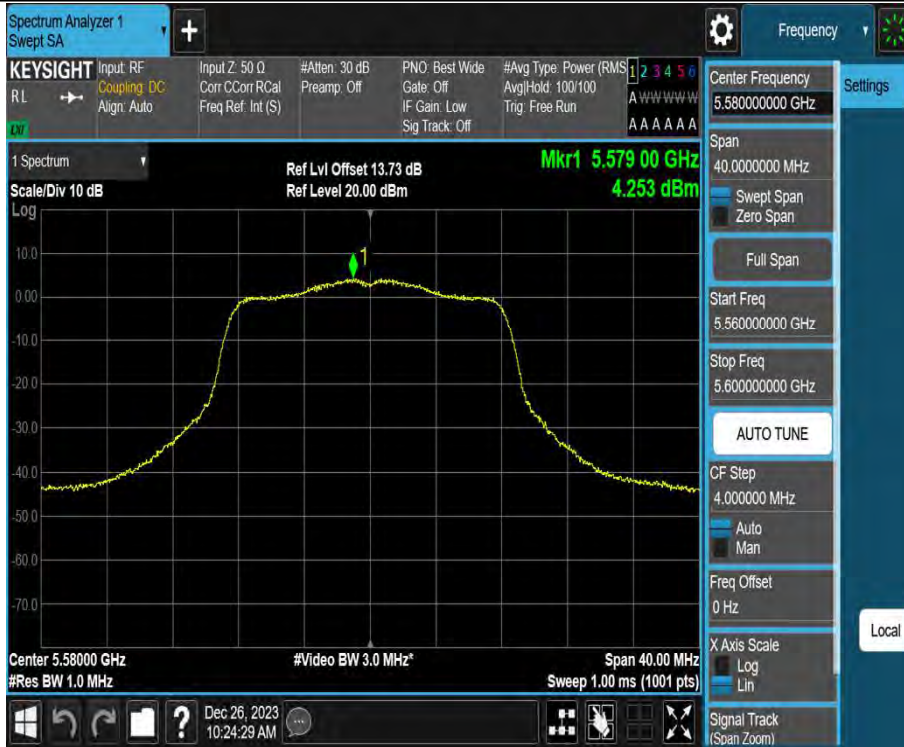 Spectrum Analyzer 1
Swept SA
+
Frequency
KEYSIGHT
RL
LXI
Input: RF
Coupling: DC
Align: Auto
Input Z: 50 Ω
Corr CCorr RCal
Freq Ref: Int (S)
#Atten: 30 dB
Preamp: Off
PNO: Best Wide
Gate: Off
IF Gain: Low
Sig Track: Off
#Avg Type: Power (RMS
Avg|Hold: 100/100
Trig: Free Run
1 2 3 4 5 6
A W W W W W
A A A A A A
1 Spectrum
Scale/Div 10 dB
Log
Ref Lvl Offset 13.73 dB
Ref Level 20.00 dBm
Mkr1 5.579 00 GHz
4.253 dBm
1
10.0
0.00
-10.0
-20.0
-30.0
-40.0
-50.0
-60.0
-70.0
Center 5.58000 GHz
#Res BW 1.0 MHz
#Video BW 3.0 MHz*
Span 40.00 MHz
Sweep 1.00 ms (1001 pts)
?
Dec 26, 2023
10:24:29 AM
Center Frequency
5.580000000 GHz
Span
40.0000000 MHz
Swept Span
Zero Span
Full Span
Start Freq
5.560000000 GHz
Stop Freq
5.600000000 GHz
AUTO TUNE
CF Step
4.000000 MHz
Auto
Man
Freq Offset
0 Hz
X Axis Scale
Log
Lin
Signal Track
(Span Zoom)
Settings
Local